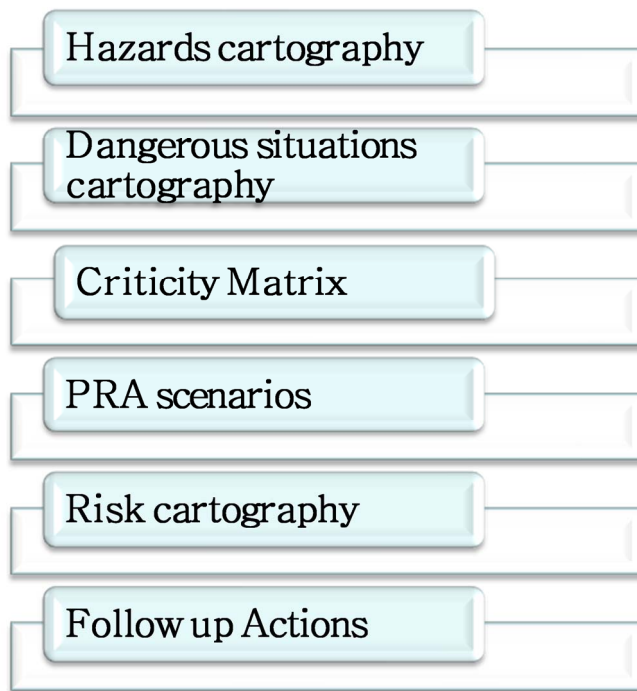 Hazards cartography
Dangerous situations
cartography
Criticity Matrix
PRA scenarios
Risk cartography
Follow up Actions